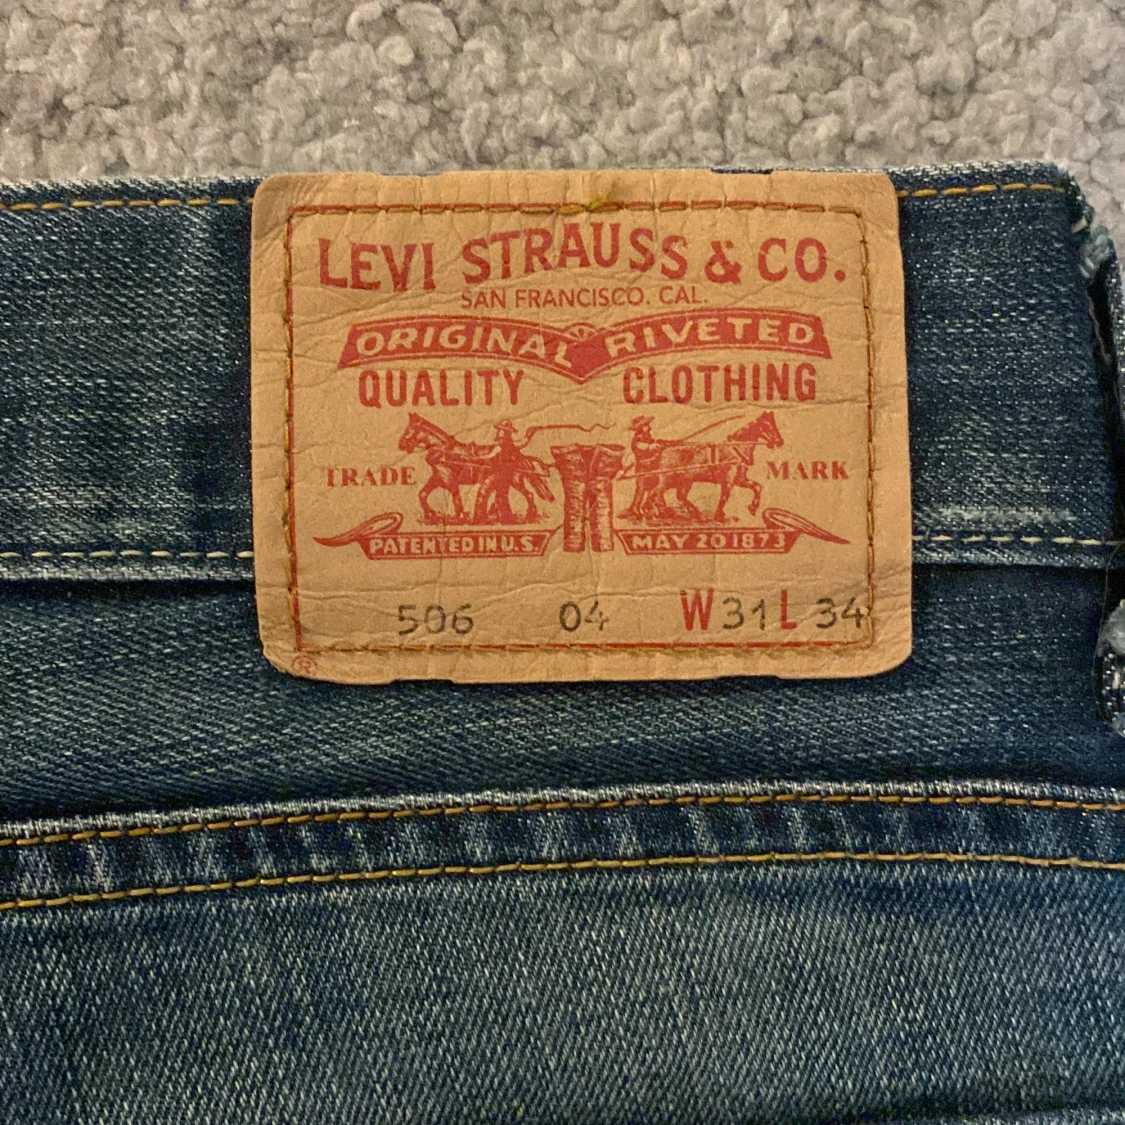 LEVI STRAUSS & CO.
SAN FRANCISCO. CAL.
ORIGINAL RIVETED
QUALITY CLOTHING
TRADE MARK
PATENTED IN U.S. MAY 20 1873
506 04 W31 L 34
®